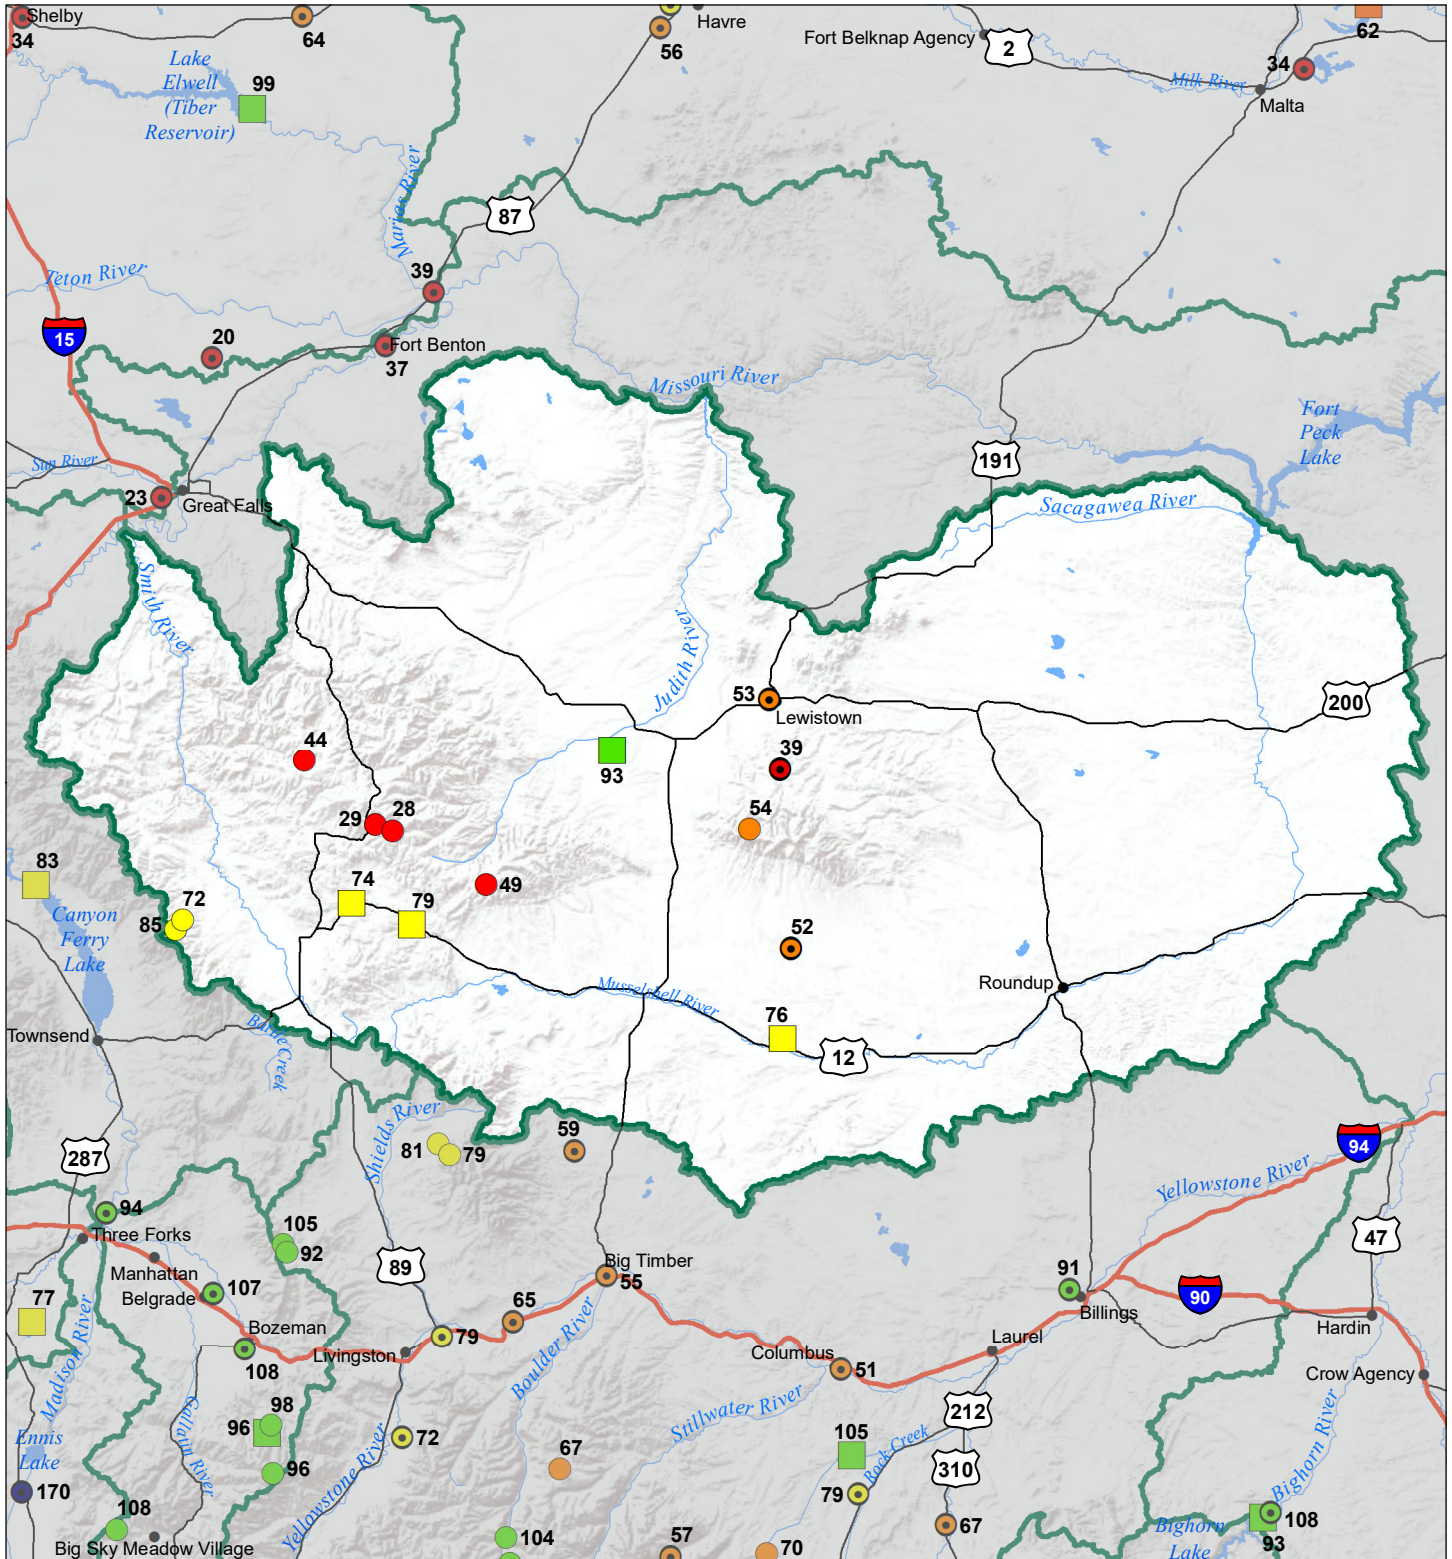 Shelby
34
64
56
Havre
Fort Belknap Agency
2
62
34
Milk River
Malta
Lake
Elwell
(Tiber
Reservoir)
99
Marias River
87
Teton River
39
15
20
Fort Benton
37
Missouri River
Fort
Peck
Lake
191
Sun River
23
Great Falls
Sacagawea River
Smith River
Judith River
53
Lewistown
200
44
93
39
29
28
54
83
74
79
49
72
85
Canyon
Ferry
Lake
52
Roundup
Musselshell River
76
12
Townsend
Battle Creek
287
Shields River
81
79
59
94
Yellowstone River
94
Three Forks
105
92
47
Manhattan
Belgrade
107
89
Big Timber
55
91
90
Billings
77
Madison River
65
Bozeman
108
Livingston
79
Boulder River
Columbus
51
Laurel
Hardin
Crow Agency
98
96
Gallatin River
96
72
Stillwater River
212
105
Rock Creek
310
Ennis
Lake
170
67
79
67
Bighorn River
108
Big Sky Meadow Village
Yellowstone River
104
57
70
Bighorn
Lake
108
93